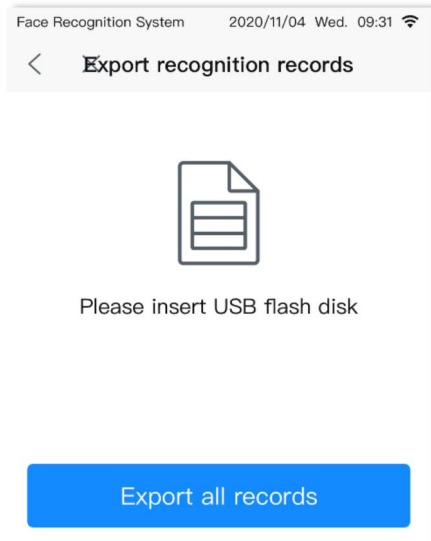 Face Recognition System 2020/11/04 Wed. 09:31
Export recognition records
Please insert USB flash disk
Export all records